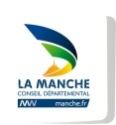 LA MANCHE
CONSEIL DÉPARTEMENTAL
manche.fr